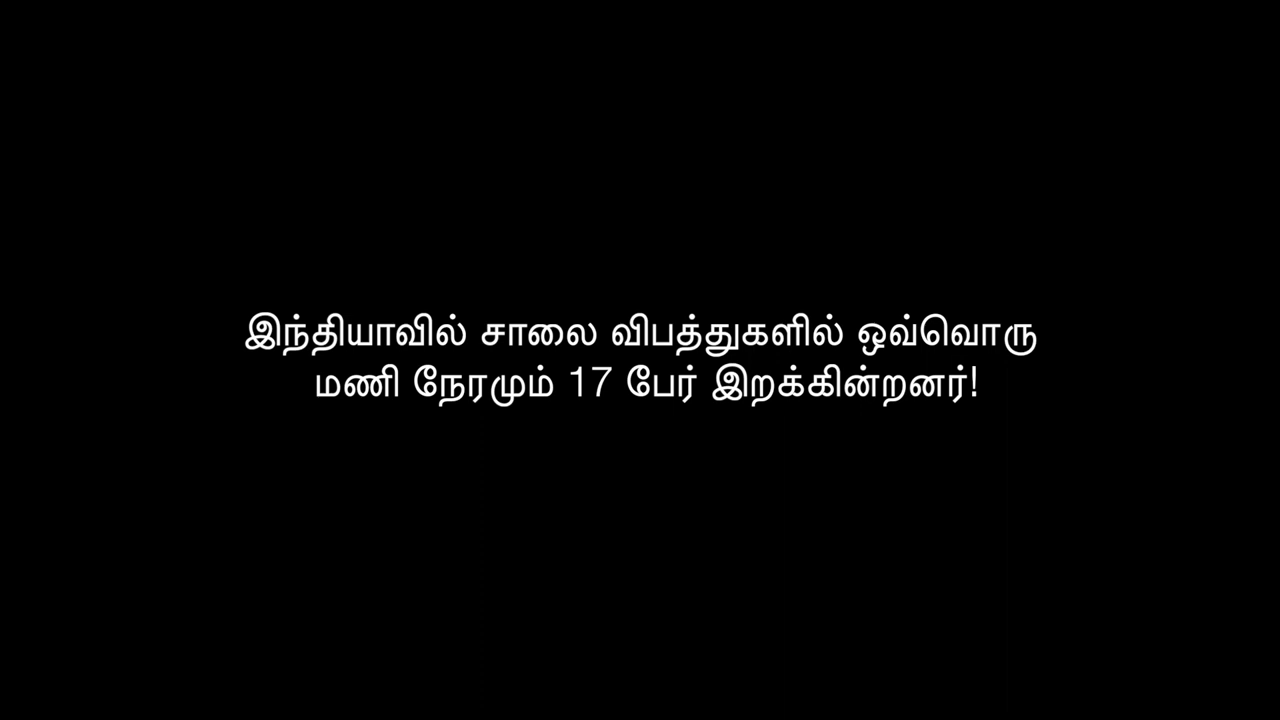 இந்தியாவில் சாலை விபத்துகளில் ஒவ்வொரு
மணி நேரமும் 17 பேர் இறக்கின்றனர்!